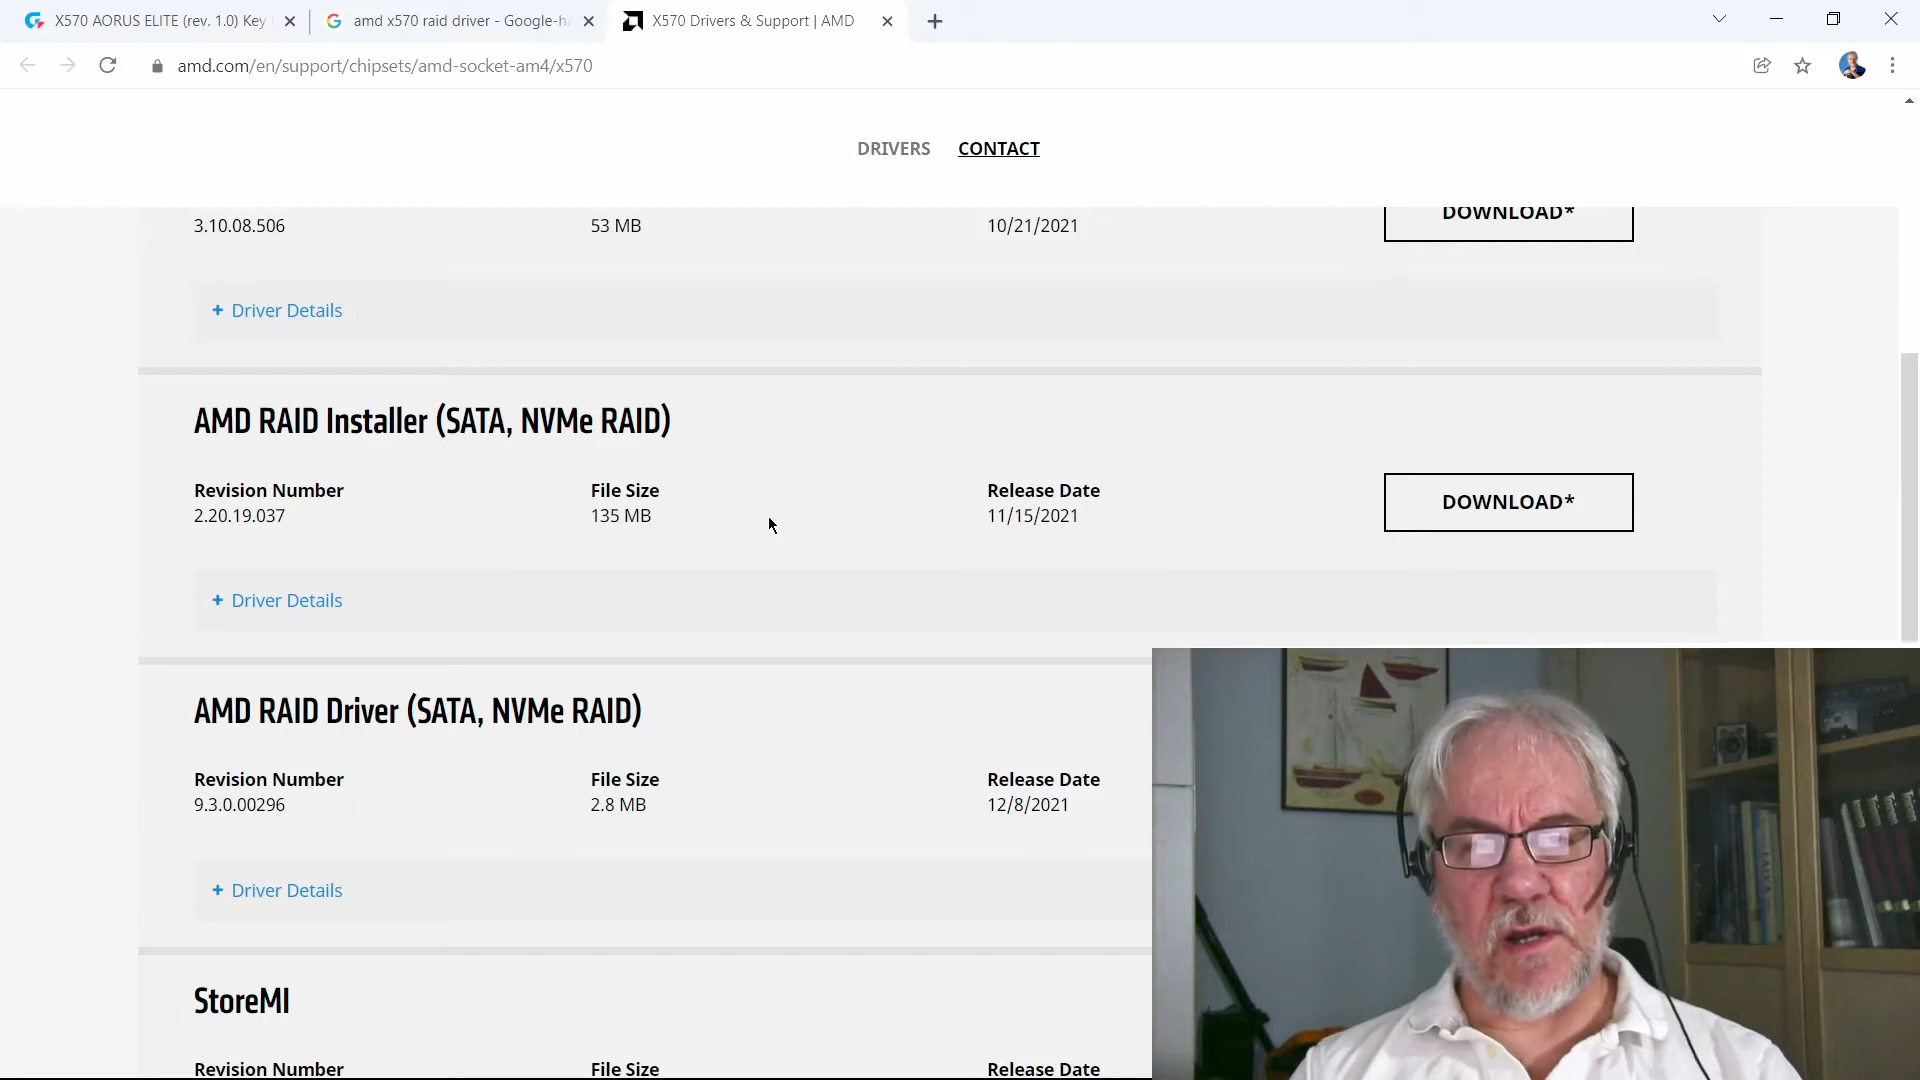 X570 AORUS ELITE (rev. 1.0) Key
amd x570 raid driver - Google-ha
X570 Drivers & Support | AMD
amd.com/en/support/chipsets/amd-socket-am4/x570
DRIVERS CONTACT
3.10.08.506 53 MB 10/21/2021 DOWNLOAD*
+ Driver Details
AMD RAID Installer (SATA, NVMe RAID)
Revision Number File Size Release Date
2.20.19.037 135 MB 11/15/2021
DOWNLOAD*
+ Driver Details
AMD RAID Driver (SATA, NVMe RAID)
Revision Number File Size Release Date
9.3.0.00296 2.8 MB 12/8/2021
+ Driver Details
StoreMI
Revision Number File Size Release Date